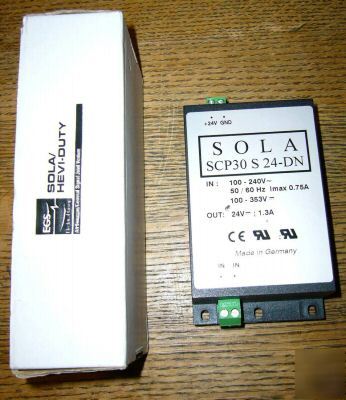 SOLA/
HEVI-DUTY
EGS
+24V GND
SOLA
SCP30 S 24-DN
IN : 100 - 240V~
50 / 60 Hz Imax 0.75A
100 - 353V⎓
OUT: 24V⎓ : 1.3A
CE
Made in Germany
IN IN